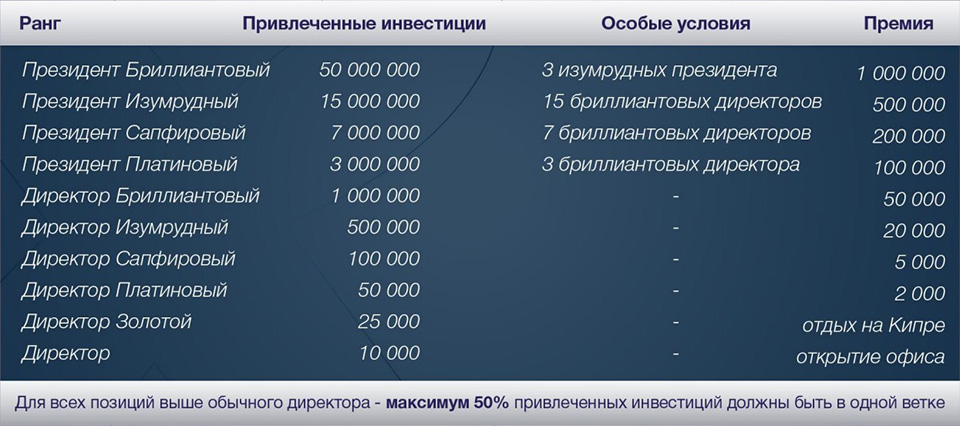 Ранг Привлеченные инвестиции Особые условия Премия
Президент Бриллиантовый 50 000 000 3 изумрудных президента 1 000 000
Президент Изумрудный 15 000 000 15 бриллиантовых директоров 500 000
Президент Сапфировый 7 000 000 7 бриллиантовых директоров 200 000
Президент Платиновый 3 000 000 3 бриллиантовых директора 100 000
Директор Бриллиантовый 1 000 000 - 50 000
Директор Изумрудный 500 000 - 20 000
Директор Сапфировый 100 000 - 5 000
Директор Платиновый 50 000 - 2 000
Директор Золотой 25 000 - отдых на Кипре
Директор 10 000 - открытие офиса
Для всех позиций выше обычного директора - максимум 50% привлеченных инвестиций должны быть в одной ветке